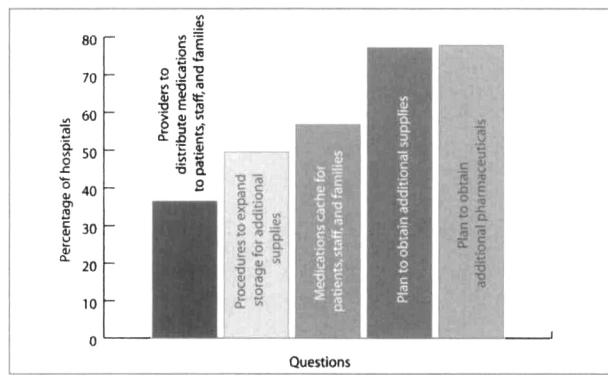 80
70
60
50
40
30
20
10
0
Percentage of hospitals
Providers to
distribute medications
to patients, staff, and families
Procedures to expand
storage for additional
supplies
Medications cache for
patients, staff, and families
Plan to obtain additional supplies
Plan to obtain
additional pharmaceuticals
Questions